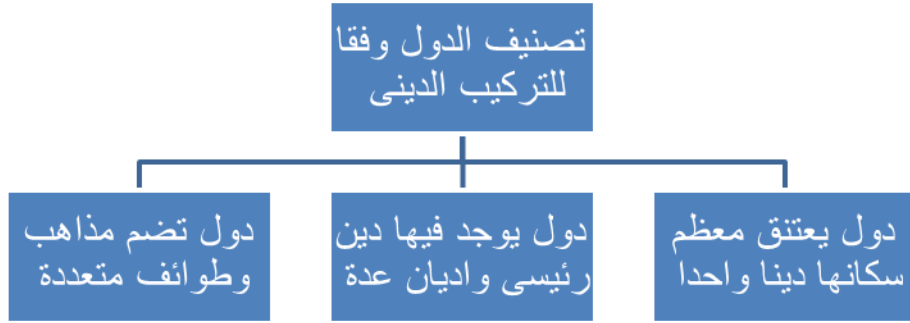 تصنيف الدول وفقا
للتركيب الدينى
دول يعتنق معظم
سكانها دينا واحدا
دول يوجد فيها دين
رئيسى واديان عدة
دول تضم مذاهب
وطوائف متعددة